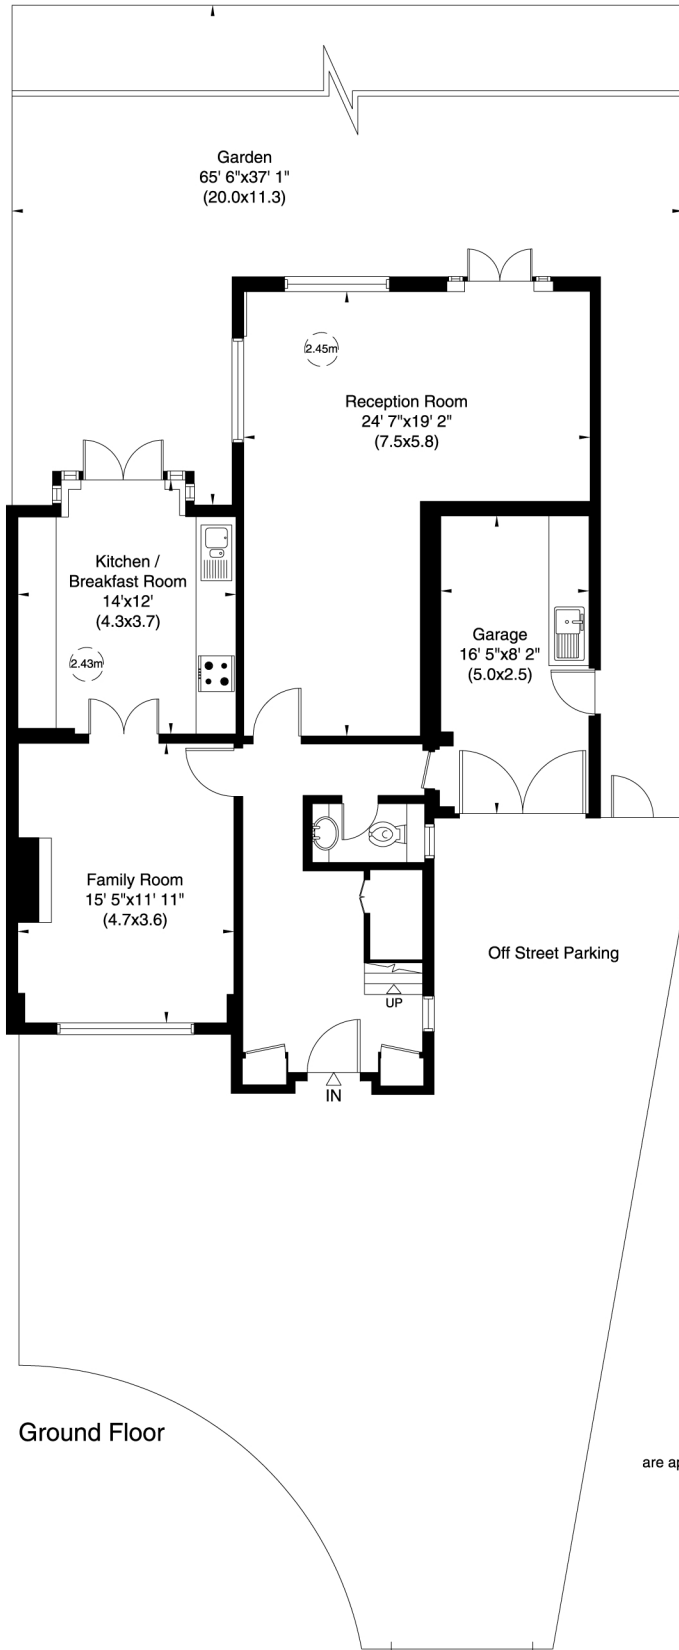 Garden
65' 6"x37' 1"
(20.0x11.3)
2.45m
Reception Room
24' 7"x19' 2"
(7.5x5.8)
Kitchen /
Breakfast Room
14'x12'
(4.3x3.7)
2.43m
Garage
16' 5"x8' 2"
(5.0x2.5)
Family Room
15' 5"x11' 11"
(4.7x3.6)
Off Street Parking
UP
IN
Ground Floor
are